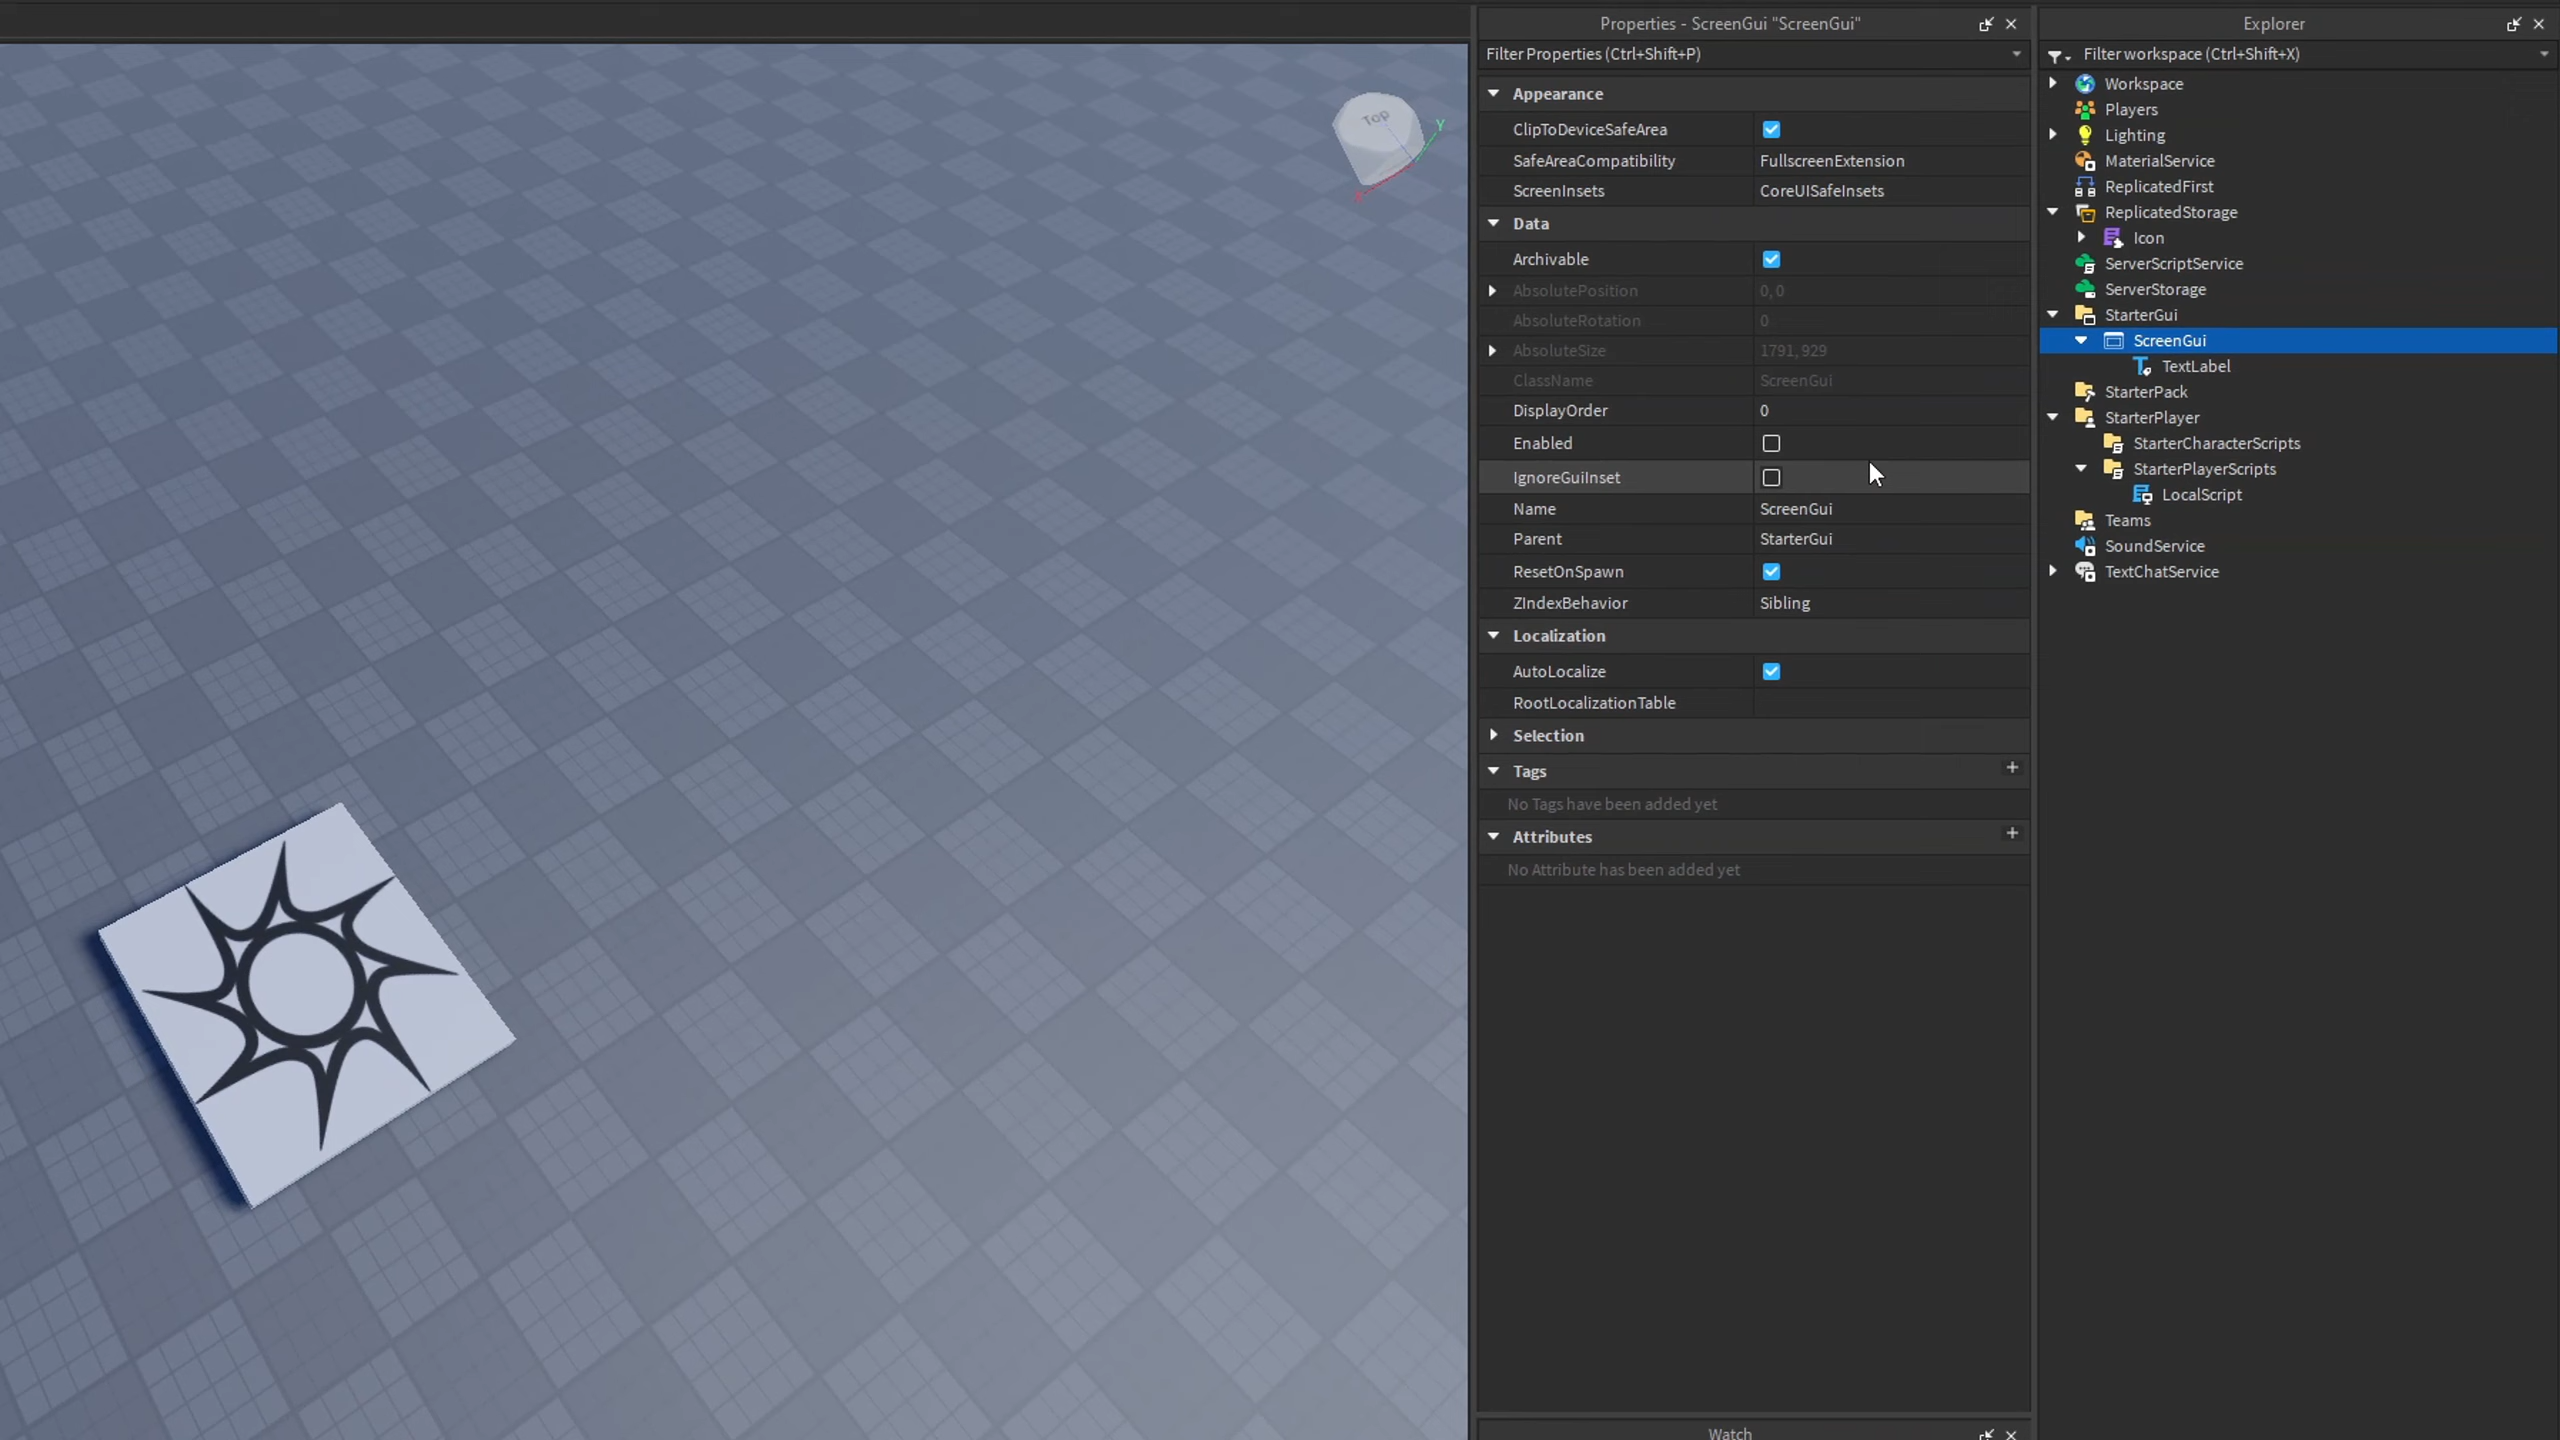 Properties - ScreenGui "ScreenGui"
Filter Properties (Ctrl+Shift+P)
Appearance
ClipToDeviceSafeArea
SafeAreaCompatibility FullscreenExtension
ScreenInsets CoreUISafeInsets
Data
Archivable
AbsolutePosition 0, 0
AbsoluteRotation 0
AbsoluteSize 1791, 929
ClassName ScreenGui
DisplayOrder 0
Enabled
IgnoreGuiInset
Name ScreenGui
Parent StarterGui
ResetOnSpawn
ZIndexBehavior Sibling
Localization
AutoLocalize
RootLocalizationTable
Selection
Tags
No Tags have been added yet
Attributes
No Attribute has been added yet
Watch
Explorer
Filter workspace (Ctrl+Shift+X)
Workspace
Players
Lighting
MaterialService
ReplicatedFirst
ReplicatedStorage
Icon
ServerScriptService
ServerStorage
StarterGui
ScreenGui
TextLabel
StarterPack
StarterPlayer
StarterCharacterScripts
StarterPlayerScripts
LocalScript
Teams
SoundService
TextChatService
Top
Y